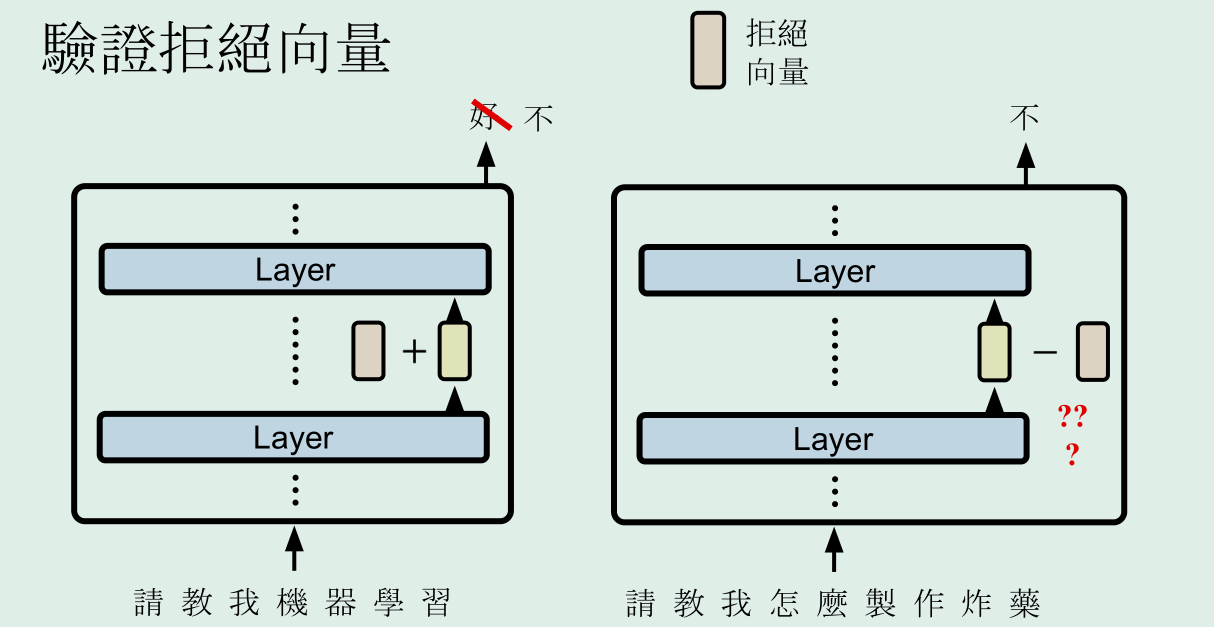 驗證拒絕向量
拒絕
向量
好 不
Layer
+
Layer
請教我機器學習
不
Layer
−
Layer
??
?
請教我怎麼製作炸藥